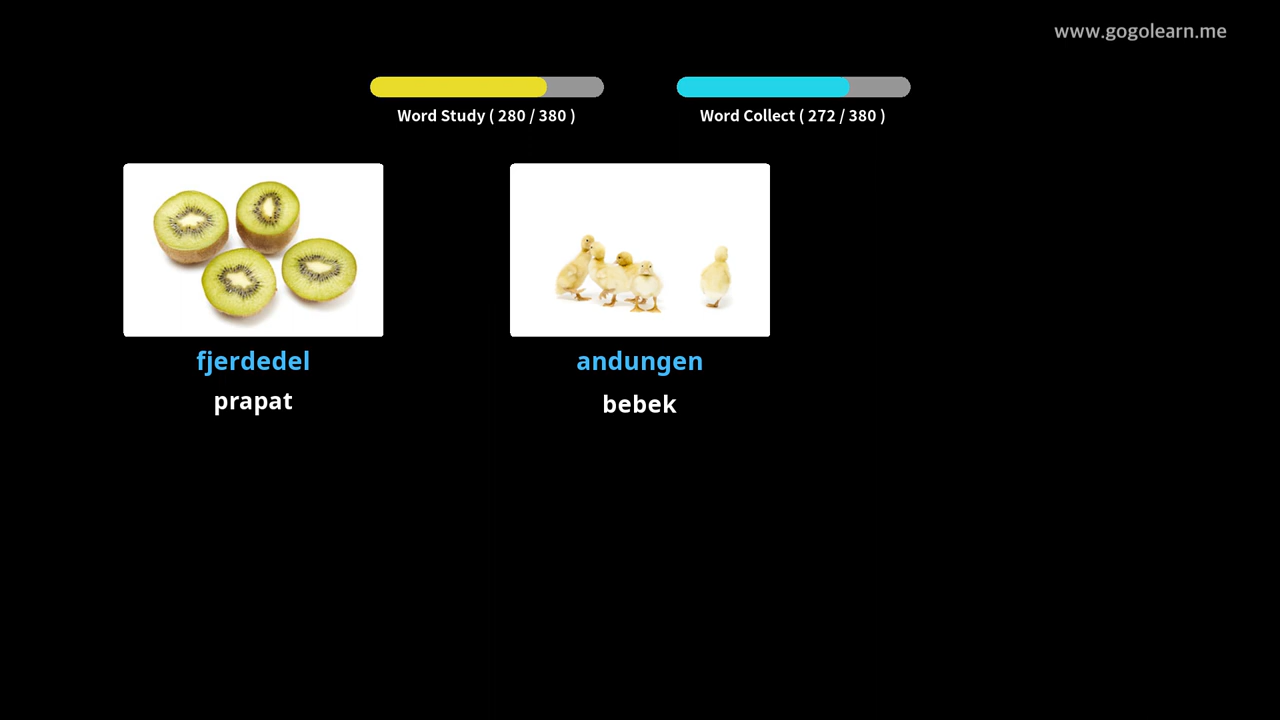 www.gogolearn.me
Word Study ( 280 / 380 )
Word Collect ( 272 / 380 )
fjerdedel
prapat
andungen
bebek